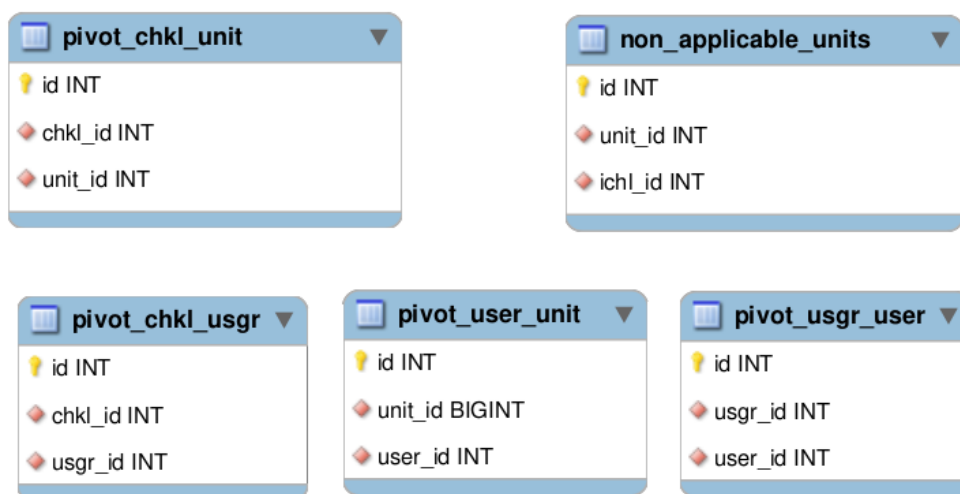 pivot_chkl_unit
id INT
chkl_id INT
unit_id INT
non_applicable_units
id INT
unit_id INT
ichl_id INT
pivot_chkl_usgr
id INT
chkl_id INT
usgr_id INT
pivot_user_unit
id INT
unit_id BIGINT
user_id INT
pivot_usgr_user
id INT
usgr_id INT
user_id INT